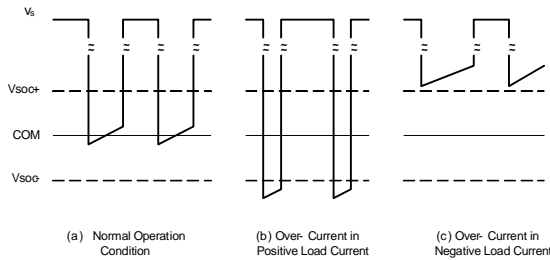 vs
Vsoc+
COM
Vsoc-
(a) Normal Operation
Condition
(b) Over- Current in
Positive Load Current
(c) Over- Current in
Negative Load Current